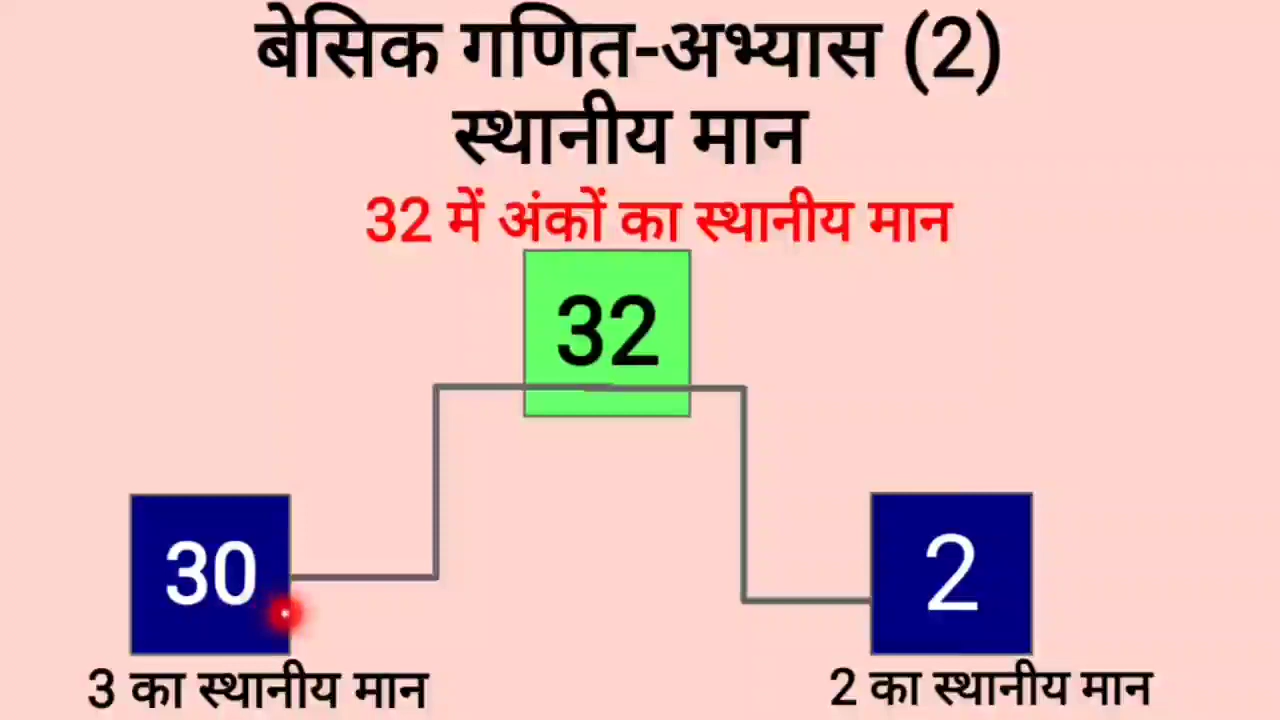 बेसिक गणित-अभ्यास (2)
स्थानीय मान
32 में अंकों का स्थानीय मान
32
30
2
3 का स्थानीय मान
2 का स्थानीय मान